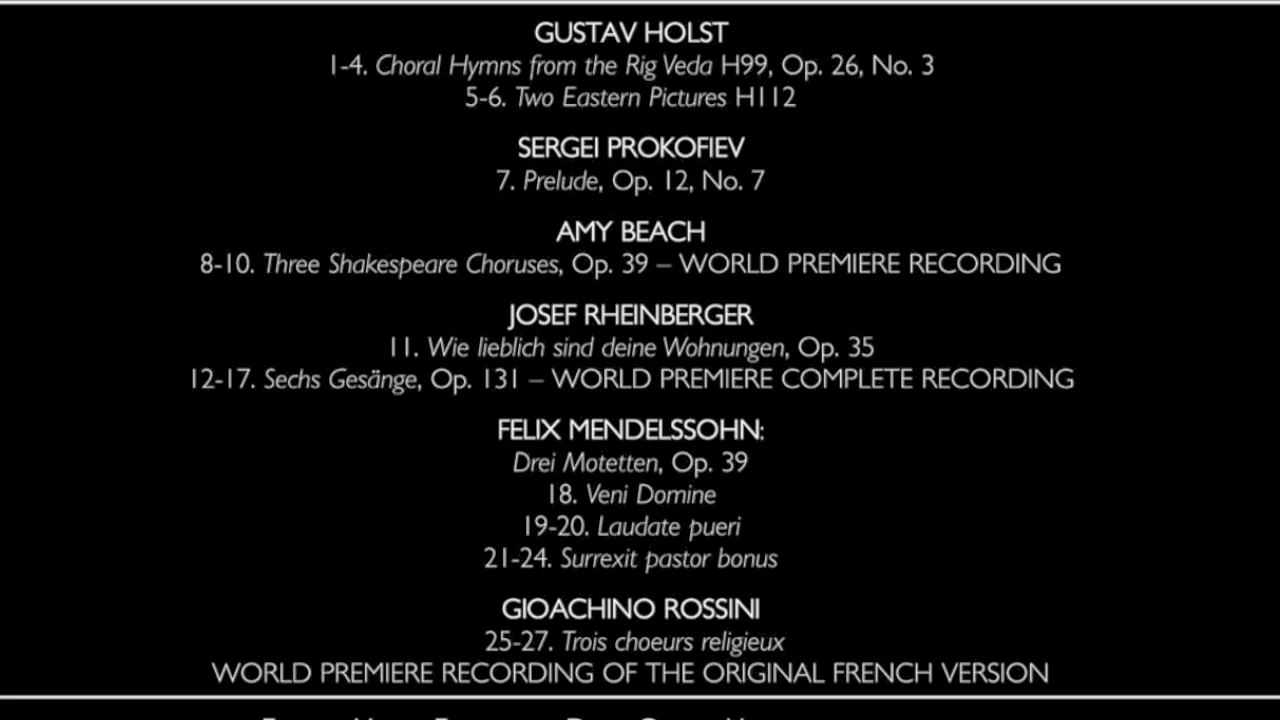 GUSTAV HOLST
1-4. Choral Hymns from the Rig Veda H99, Op. 26, No. 3
5-6. Two Eastern Pictures H112
SERGEI PROKOFIEV
7. Prelude, Op. 12, No. 7
AMY BEACH
8-10. Three Shakespeare Choruses, Op. 39 – WORLD PREMIERE RECORDING
JOSEF RHEINBERGER
11. Wie lieblich sind deine Wohnungen, Op. 35
12-17. Sechs Gesänge, Op. 131 – WORLD PREMIERE COMPLETE RECORDING
FELIX MENDELSSOHN:
Drei Motetten, Op. 39
18. Veni Domine
19-20. Laudate pueri
21-24. Surrexit pastor bonus
GIOACHINO ROSSINI
25-27. Trois choeurs religieux
WORLD PREMIERE RECORDING OF THE ORIGINAL FRENCH VERSION